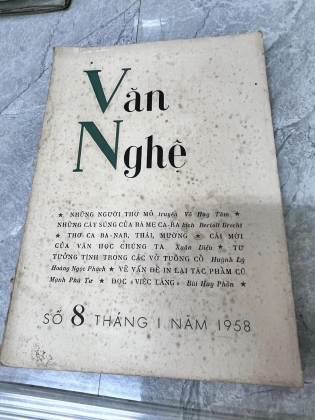 Văn
Nghệ
★ NHỮNG NGƯỜI THỢ MỎ truyện Võ Huy Tâm ★
NHỮNG CÂY SÚNG CỦA BÀ MẸ CA-RA kịch Bertolt Brecht
★ THƠ CA BA-NAR, THÁI, MƯỜNG ★ CÁI MỚI
CỦA VĂN HỌC CHÚNG TA Xuân Diệu ★ TƯ
TƯỞNG TÍNH TRONG CÁC VỞ TUỒNG CỔ Huỳnh Lý
Hoàng Ngọc Phách ★ VỀ VẤN ĐỀ IN LẠI TÁC PHẨM CŨ
Mạnh Phú Tư ★ ĐỌC «VIỆC LÀNG» Bùi Huy Phồn ★
SỐ 8 THÁNG I NĂM 1958